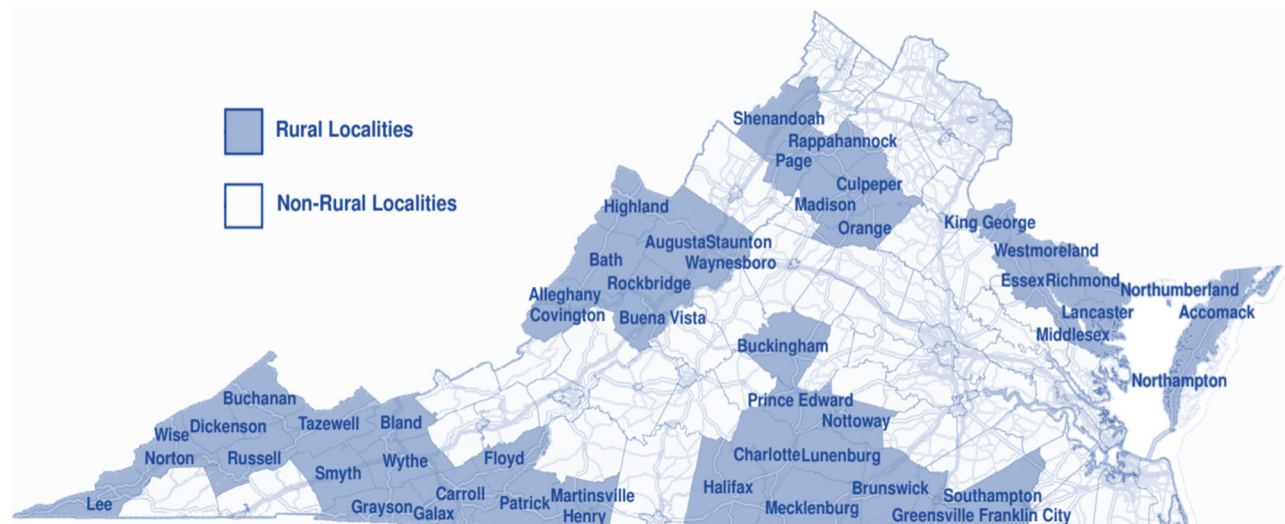 Rural Localities
Non-Rural Localities
Shenandoah
Rappahannock
Page
Culpeper
Madison
Orange
Highland
AugustaStaunton
Bath
Waynesboro
Rockbridge
Alleghany
Covington
Buena Vista
King George
Westmoreland
EssexRichmond
Northumberland
Lancaster
Accomack
Middlesex
Northampton
Buckingham
Prince Edward
Nottoway
CharlotteLunenburg
Halifax
Brunswick
Mecklenburg
Southampton
Greensville Franklin City
Buchanan
Dickenson
Tazewell
Bland
Wise
Norton
Russell
Smyth
Wythe
Floyd
Lee
Grayson
Carroll
Galax
Patrick
Martinsville
Henry